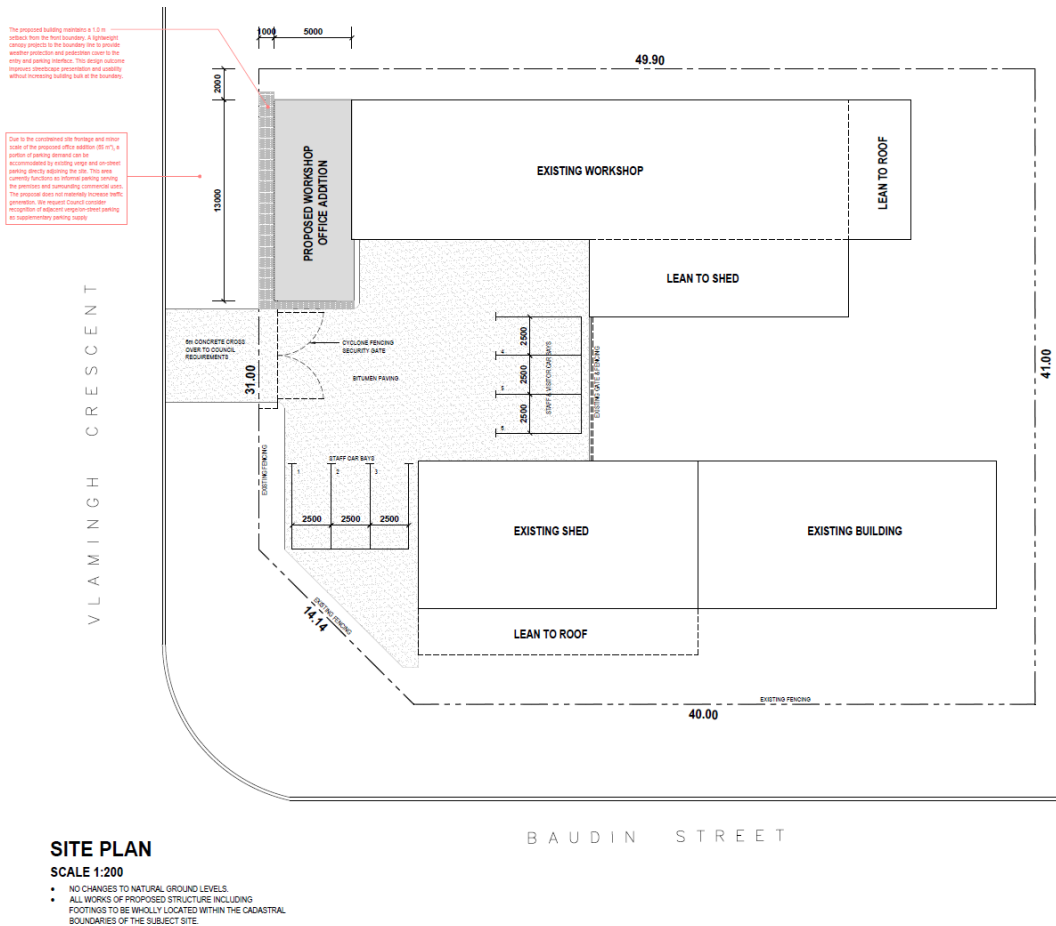 The proposed building maintains a 1.0 m
setback from the front boundary. A lightweight
canopy projects to the boundary line to provide
weather protection and pedestrian cover to the
entry and parking interface. This design outcome
improves streetscape presentation and usability
without increasing building bulk at the boundary.
1000
5000
2000
49.90
Due to the constrained site frontage and minor
scale of the proposed office addition (65 m²), a
portion of parking demand can be
accommodated by existing verge and on-street
parking directly adjoining the site. This area
currently functions as informal parking serving
the premises and surrounding commercial uses.
The proposal does not materially increase traffic
generation. We request Council consider
recognition of adjacent verge/on-street parking
as supplementary parking supply.
13000
PROPOSED WORKSHOP
OFFICE ADDITION
EXISTING WORKSHOP
LEAN TO ROOF
LEAN TO SHED
VLAMINGH CRESCENT
6m CONCRETE CROSS
OVER TO COUNCIL
REQUIREMENTS
31.00
CYCLONE FENCING
SECURITY GATE
BITUMEN PAVING
2500
2500
2500
4
5
6
STAFF & VISITOR CAR BAYS
EXISTING GATE & FENCING
41.00
EXISTING FENCING
STAFF CAR BAYS
1
2
3
2500
2500
2500
EXISTING SHED
EXISTING BUILDING
EXISTING FENCING
14.14
LEAN TO ROOF
EXISTING FENCING
40.00
BAUDIN STREET
SITE PLAN
SCALE 1:200
• NO CHANGES TO NATURAL GROUND LEVELS.
• ALL WORKS OF PROPOSED STRUCTURE INCLUDING
FOOTINGS TO BE WHOLLY LOCATED WITHIN THE CADASTRAL
BOUNDARIES OF THE SUBJECT SITE.